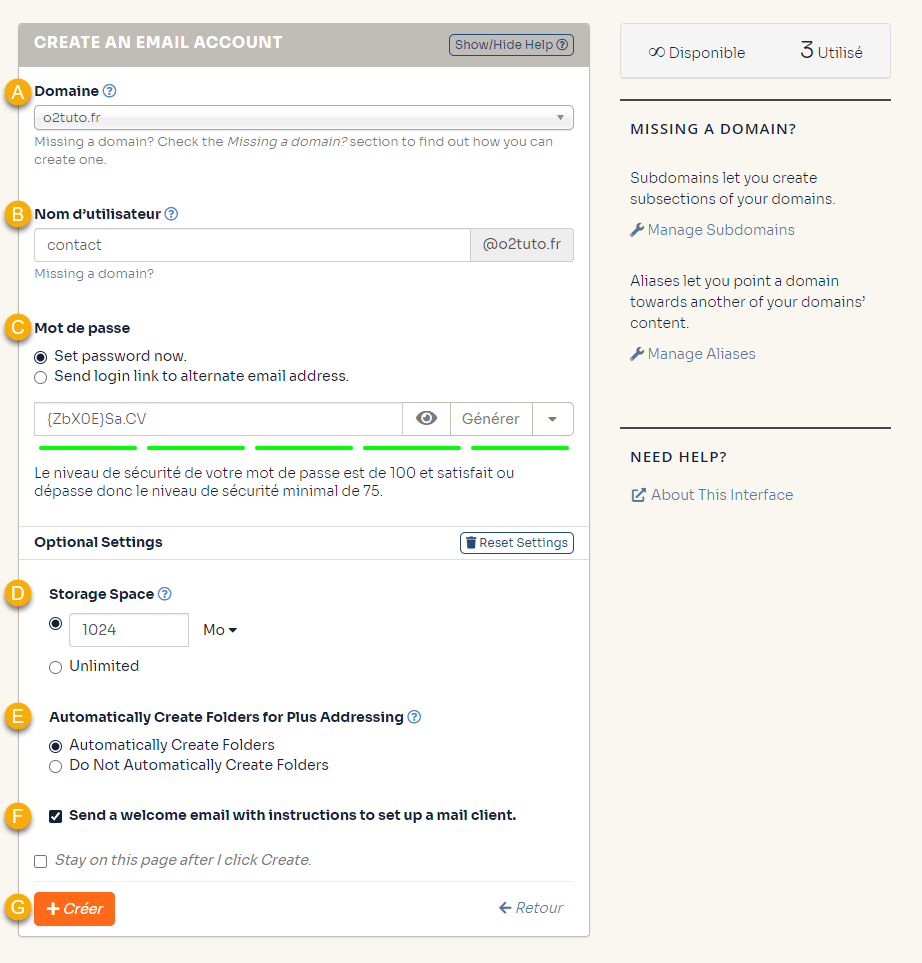 CREATE AN EMAIL ACCOUNT
Show/Hide Help
A
Domaine
o2tuto.fr
Missing a domain? Check the Missing a domain? section to find out how you can
create one.
B
Nom d’utilisateur
contact
@o2tuto.fr
Missing a domain?
C
Mot de passe
Set password now.
Send login link to alternate email address.
{ZbX0E}Sa.CV
Générer
Le niveau de sécurité de votre mot de passe est de 100 et satisfait ou
dépasse donc le niveau de sécurité minimal de 75.
Optional Settings
Reset Settings
D
Storage Space
1024
Mo
Unlimited
E
Automatically Create Folders for Plus Addressing
Automatically Create Folders
Do Not Automatically Create Folders
F
Send a welcome email with instructions to set up a mail client.
Stay on this page after I click Create.
G
+ Créer
← Retour
∞ Disponible
3 Utilisé
MISSING A DOMAIN?
Subdomains let you create
subsections of your domains.
Manage Subdomains
Aliases let you point a domain
towards another of your domains’
content.
Manage Aliases
NEED HELP?
About This Interface